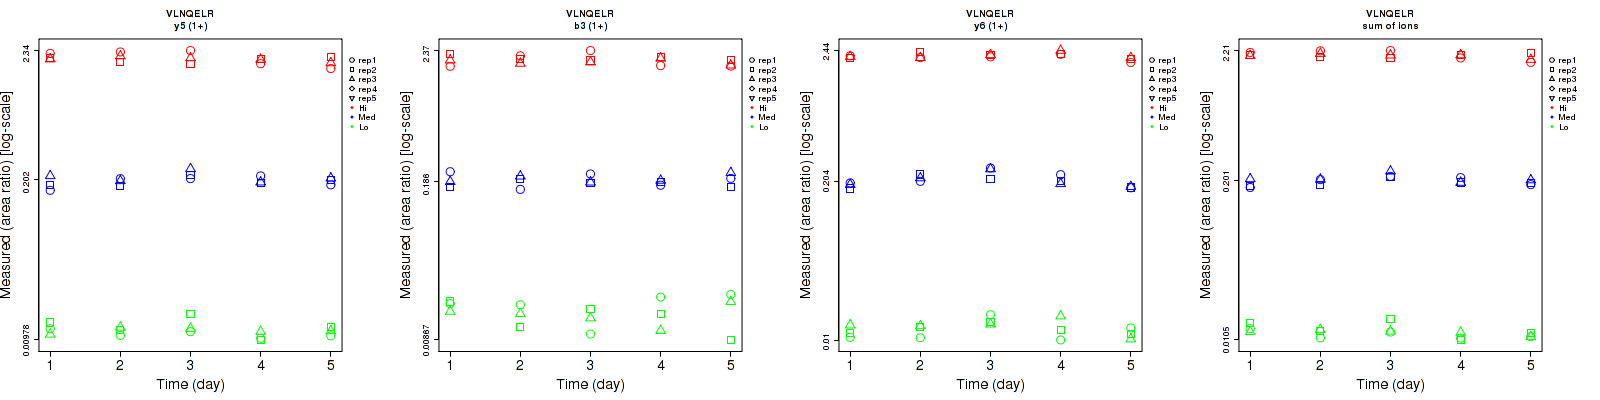 VLNQELR
y5 (1+)
Measured (area ratio) [log-scale]
2.34
0.202
0.00978
1 2 3 4 5
Time (day)
rep1
rep2
rep3
rep4
rep5
Hi
Med
Lo
VLNQELR
b3 (1+)
Measured (area ratio) [log-scale]
2.37
0.186
0.00867
1 2 3 4 5
Time (day)
rep1
rep2
rep3
rep4
rep5
Hi
Med
Lo
VLNQELR
y6 (1+)
Measured (area ratio) [log-scale]
2.44
0.204
0.01
1 2 3 4 5
Time (day)
rep1
rep2
rep3
rep4
rep5
Hi
Med
Lo
VLNQELR
sum of ions
Measured (area ratio) [log-scale]
2.21
0.201
0.0105
1 2 3 4 5
Time (day)
rep1
rep2
rep3
rep4
rep5
Hi
Med
Lo